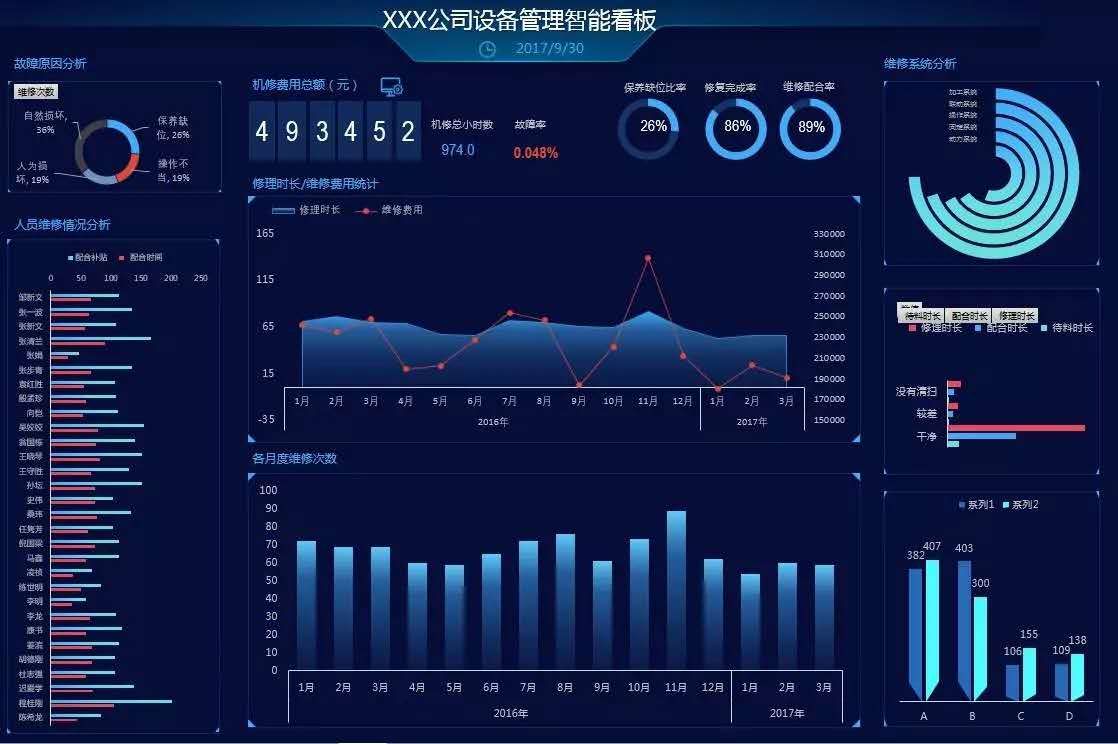 XXX公司设备管理智能看板
2017/9/30
故障原因分析
维修次数
自然损坏,
36%
保养缺
位, 26%
人为损
坏, 19%
操作不
当, 19%
人员维修情况分析
配合补贴 配合时间
0 50 100 150 200 250
邹新文
张一波
张新文
张清兰
张娟
张步青
袁红胜
殷孟珍
向恺
吴姣姣
翁国栋
王晓琴
王守胜
孙坛
史伟
桑玮
任隽芳
倪国梁
马鑫
凌祯
练世明
李明
李龙
康书
姜滨
胡德刚
杜志强
迟爱学
程柱刚
陈希龙
机修费用总额（元）
4 9 3 4 5 2
机修总小时数
974.0
故障率
0.048%
保养缺位比率 修复完成率 维修配合率
26% 86% 89%
修理时长/维修费用统计
修理时长 维修费用
165
115
65
15
-35
330000
310000
290000
270000
250000
230000
210000
190000
170000
150000
1月 2月 3月 4月 5月 6月 7月 8月 9月 10月 11月 12月 1月 2月 3月
2016年 2017年
各月度维修次数
100
90
80
70
60
50
40
30
20
10
0
1月 2月 3月 4月 5月 6月 7月 8月 9月 10月 11月 12月 1月 2月 3月
2016年 2017年
维修系统分析
加工系统
联动系统
操作系统
润滑系统
动力系统
待料时长 配合时长 修理时长
修理时长 配合时长 待料时长
没有清扫
较差
干净
系列1 系列2
382 407 403 300 106 155 109 138
A B C D